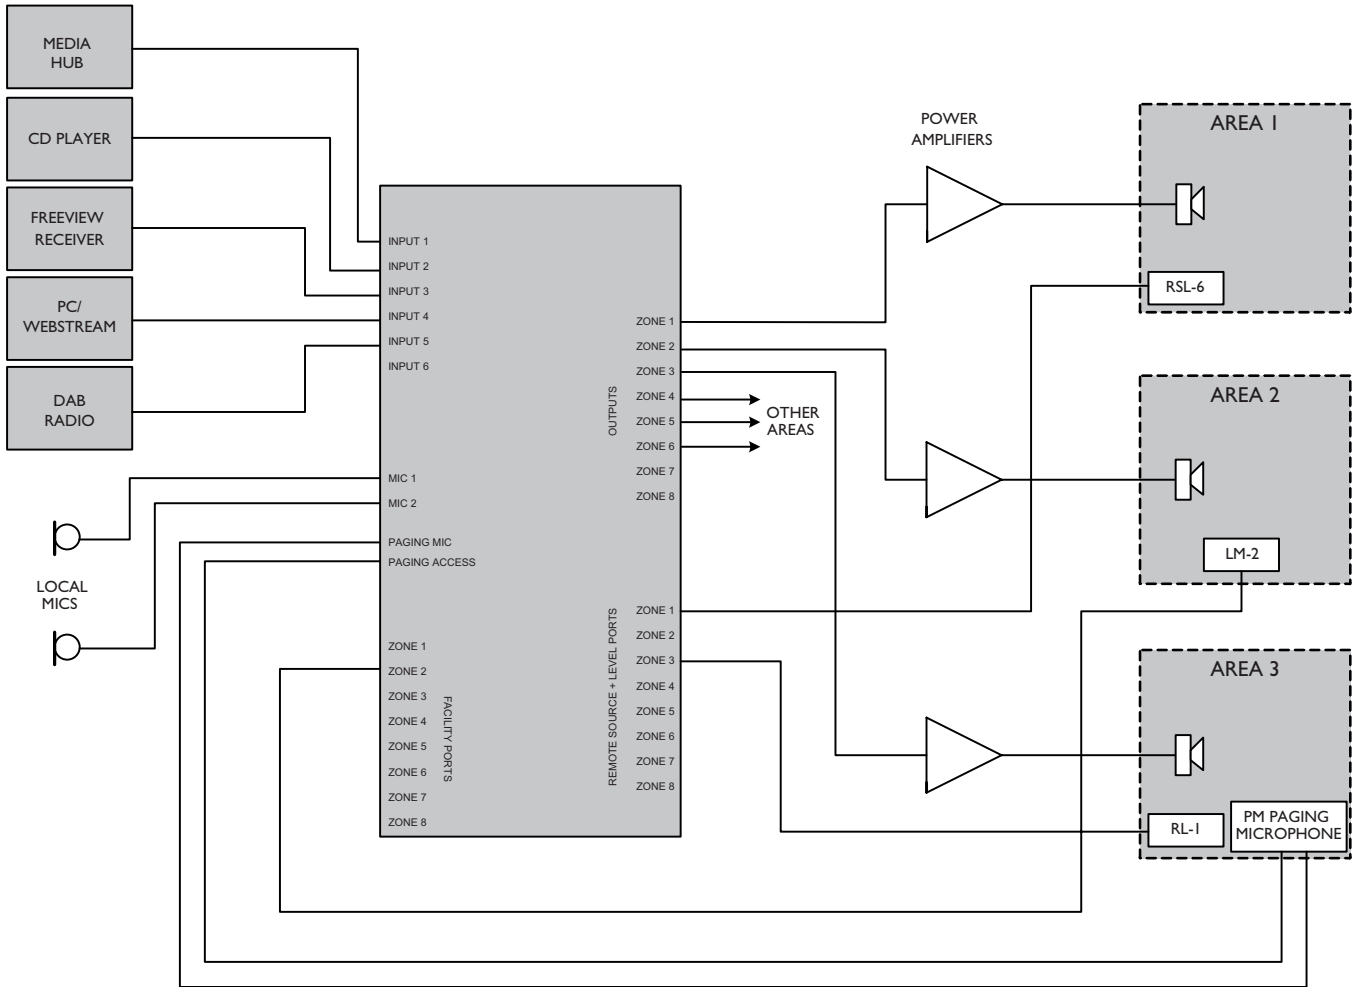 MEDIA
HUB
CD PLAYER
FREEVIEW
RECEIVER
PC/
WEBSTREAM
DAB
RADIO
LOCAL
MICS
INPUT 1
INPUT 2
INPUT 3
INPUT 4
INPUT 5
INPUT 6
MIC 1
MIC 2
PAGING MIC
PAGING ACCESS
ZONE 1
ZONE 2
ZONE 3
ZONE 4
ZONE 5
ZONE 6
ZONE 7
ZONE 8
FACILITY PORTS
OUTPUTS
ZONE 1
ZONE 2
ZONE 3
ZONE 4
ZONE 5
ZONE 6
ZONE 7
ZONE 8
REMOTE SOURCE + LEVEL PORTS
ZONE 1
ZONE 2
ZONE 3
ZONE 4
ZONE 5
ZONE 6
ZONE 7
ZONE 8
OTHER
AREAS
POWER
AMPLIFIERS
AREA 1
RSL-6
AREA 2
LM-2
AREA 3
RL-1
PM PAGING
MICROPHONE